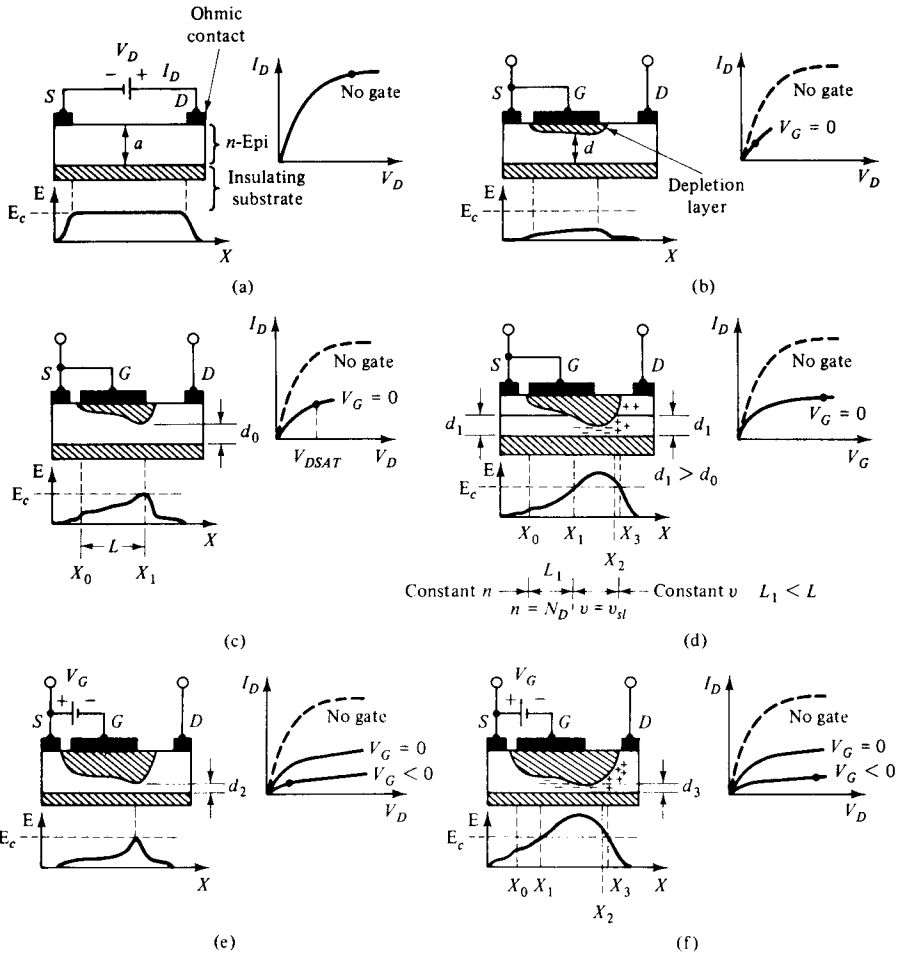 Ohmic
contact
V_D
− +
I_D
S
D
a
n-Epi
Insulating
substrate
E
E_c
X
I_D
No gate
V_D
(a)
S
G
D
d
Depletion
layer
E
E_c
X
I_D
V_G = 0
V_D
(b)
S
G
D
d_0
E
E_c
L
X
X_0
X_1
I_D
No gate
V_G = 0
V_DSAT
V_D
(c)
S
G
D
++
d_1
d_1
d_1 > d_0
E
E_c
X
X_0
X_1
X_3
X_2
I_D
No gate
V_G = 0
V_G
L_1
Constant n
Constant υ
L_1 < L
n = N_D
υ = υ_sl
(d)
V_G
+ −
S
G
D
d_2
E
E_c
X
I_D
No gate
V_G = 0
V_G < 0
V_D
(e)
V_G
+ −
S
G
D
d_3
E
E_c
X_0
X_1
X_3
X
X_2
I_D
No gate
V_G = 0
V_G < 0
V_D
(f)